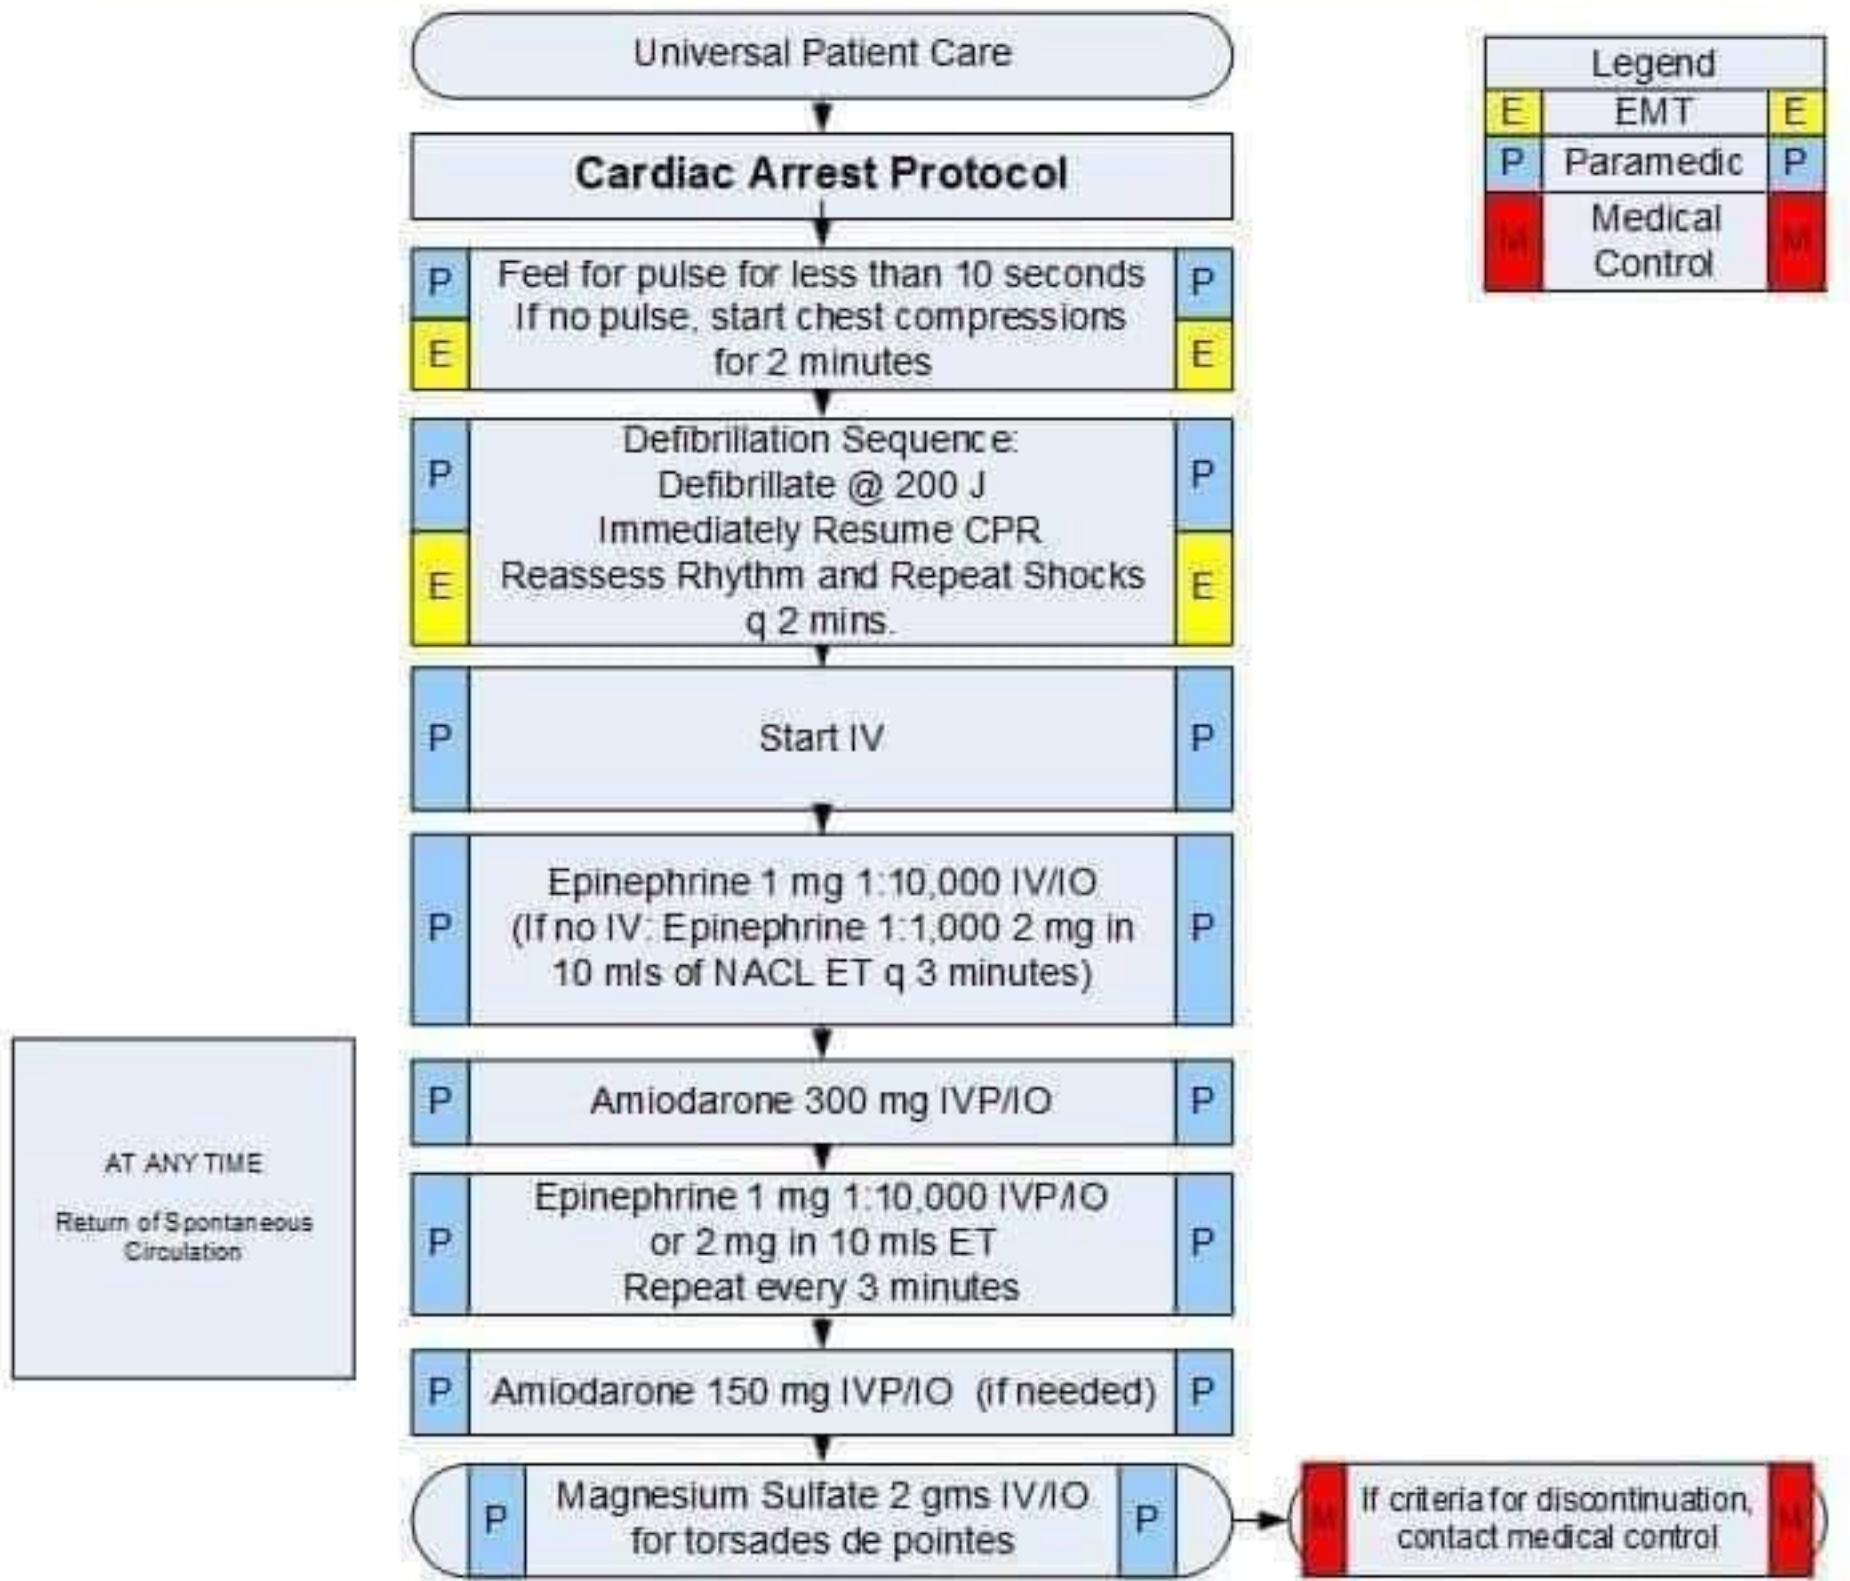 Universal Patient Care
Legend
E EMT E
P Paramedic P
M Medical M
Control
Cardiac Arrest Protocol
P Feel for pulse for less than 10 seconds P
If no pulse, start chest compressions
E for 2 minutes E
Defibrillation Sequence:
P Defibrillate @ 200 J P
Immediately Resume CPR
E Reassess Rhythm and Repeat Shocks E
q 2 mins.
P Start IV P
Epinephrine 1 mg 1:10,000 IV/IO
P (If no IV: Epinephrine 1:1,000 2 mg in P
10 mls of NACL ET q 3 minutes)
P Amiodarone 300 mg IVP/IO P
AT ANY TIME
Return of Spontaneous
Circulation
Epinephrine 1 mg 1:10,000 IVP/IO
P or 2 mg in 10 mls ET P
Repeat every 3 minutes
P Amiodarone 150 mg IVP/IO (if needed) P
P Magnesium Sulfate 2 gms IV/IO P
for torsades de pointes
M If criteria for discontinuation, M
contact medical control